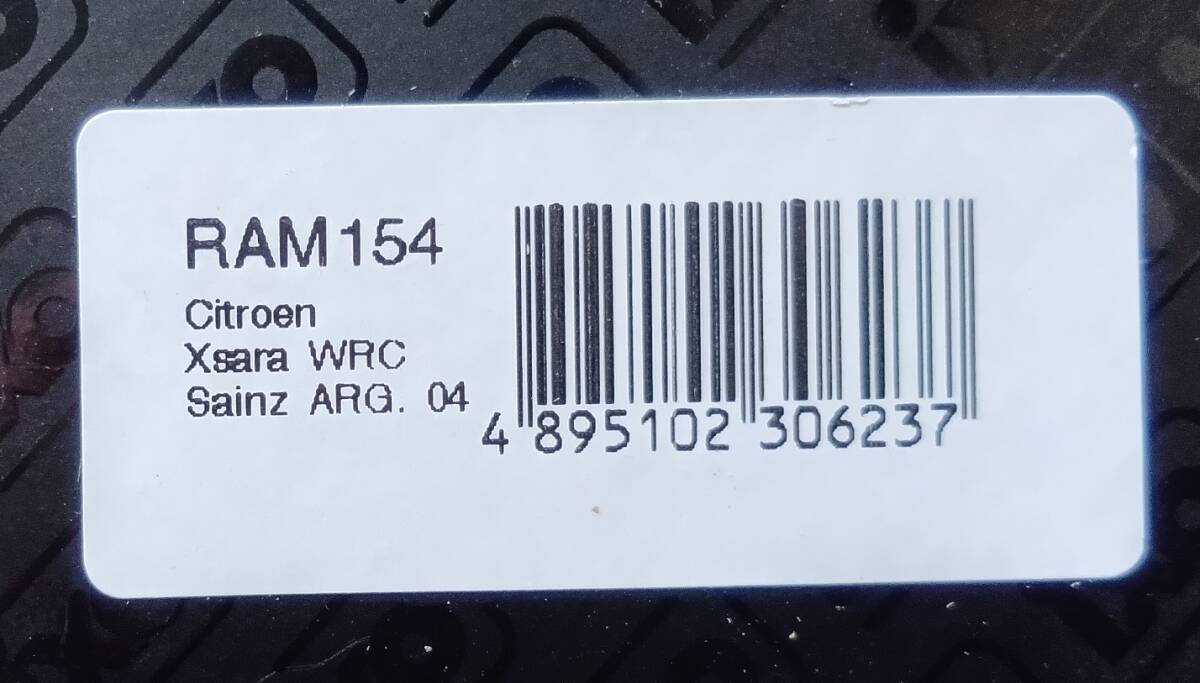 RAM154
Citroen
Xsara WRC
Sainz ARG. 04
4 895102 306237